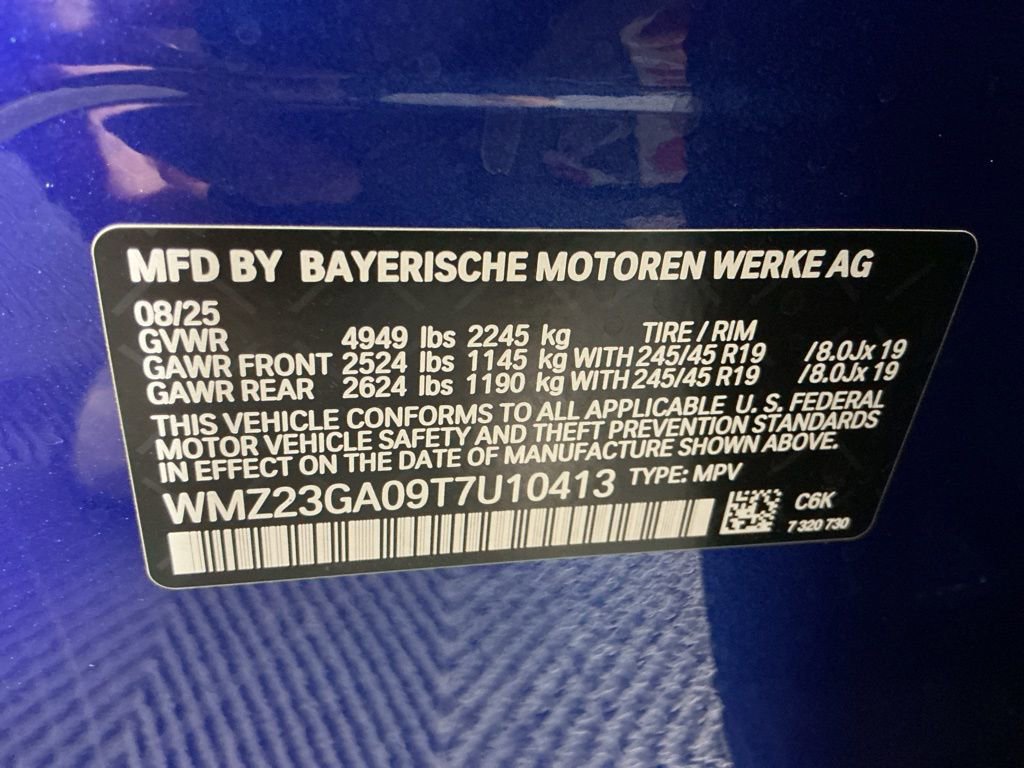 MFD BY BAYERISCHE MOTOREN WERKE AG
08/25
GVWR 4949 lbs 2245 kg TIRE / RIM
GAWR FRONT 2524 lbs 1145 kg WITH 245/45 R19 /8.0Jx 19
GAWR REAR 2624 lbs 1190 kg WITH 245/45 R19 /8.0Jx 19
THIS VEHICLE CONFORMS TO ALL APPLICABLE U. S. FEDERAL
MOTOR VEHICLE SAFETY AND THEFT PREVENTION STANDARDS
IN EFFECT ON THE DATE OF MANUFACTURE SHOWN ABOVE.
WMZ23GA09T7U10413 TYPE: MPV
C6K
7 320 730